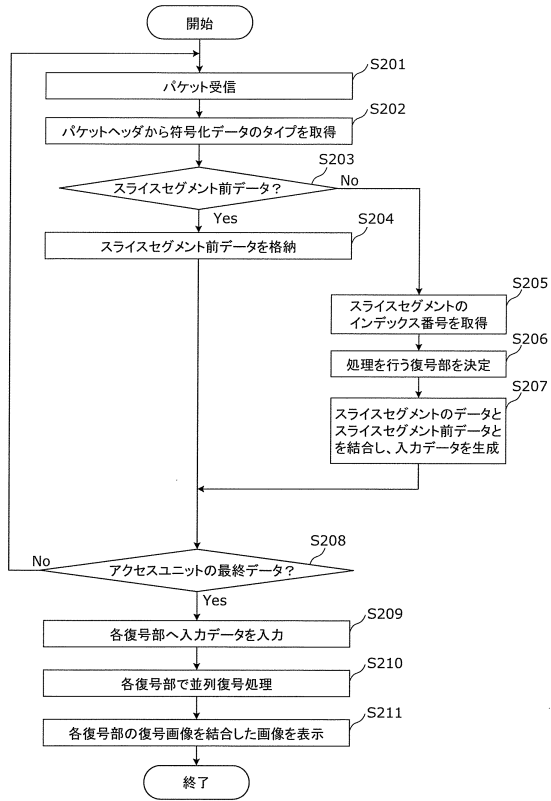 開始
S201
パケット受信
S202
パケットヘッダから符号化データのタイプを取得
S203
スライスセグメント前データ？
No
Yes
S204
スライスセグメント前データを格納
S205
スライスセグメントの
インデックス番号を取得
S206
処理を行う復号部を決定
S207
スライスセグメントのデータと
スライスセグメント前データと
を結合し、入力データを生成
S208
アクセスユニットの最終データ？
No
Yes
S209
各復号部へ入力データを入力
S210
各復号部で並列復号処理
S211
各復号部の復号画像を結合した画像を表示
終了